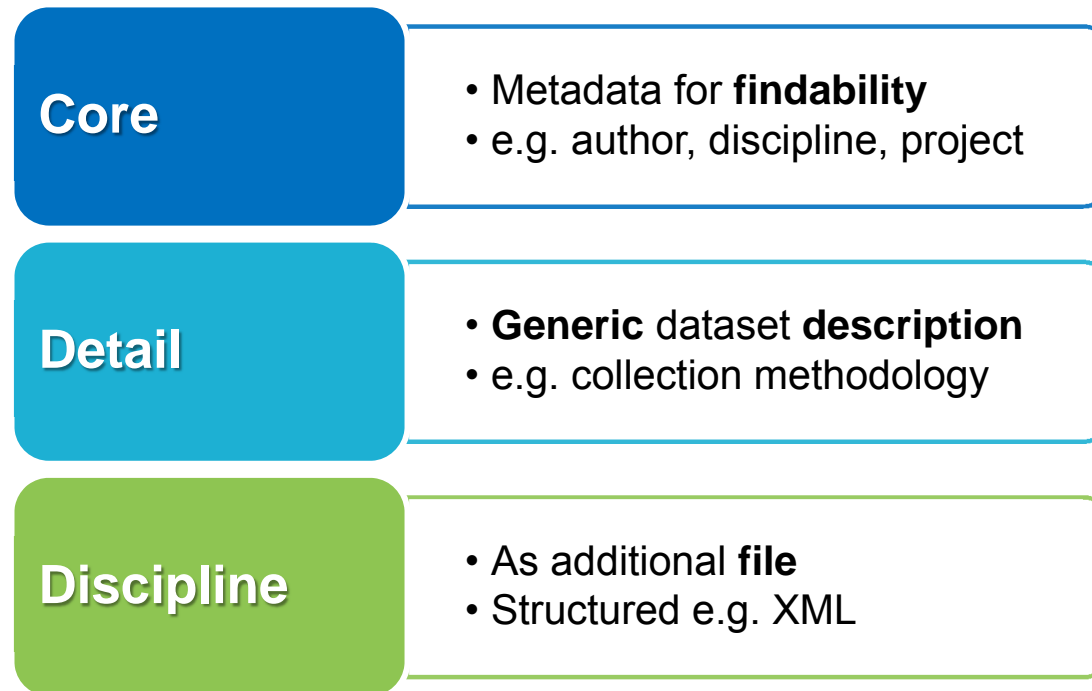 Core
• Metadata for findability
• e.g. author, discipline, project
Detail
• Generic dataset description
• e.g. collection methodology
Discipline
• As additional file
• Structured e.g. XML